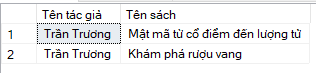 Tên tác giả Tên sách
1 Trần Trương Mật mã từ cổ điển đến lượng tử
2 Trần Trương Khám phá rượu vang